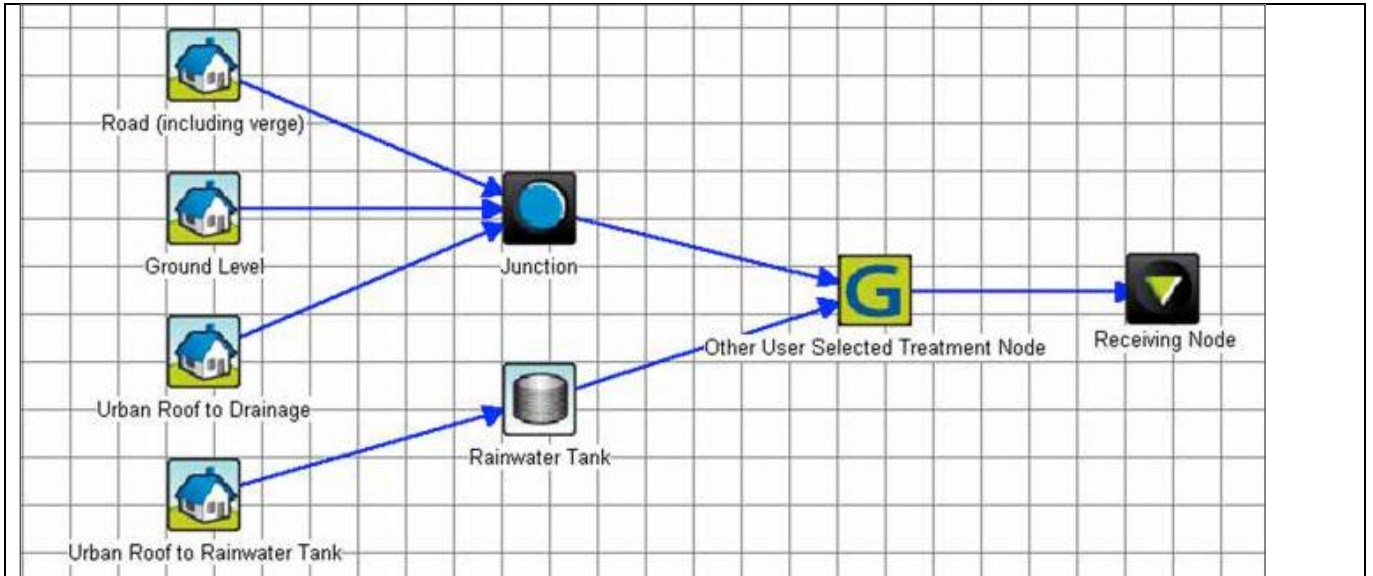 Road (including verge)
Ground Level
Junction
G
Other User Selected Treatment Node
Receiving Node
Urban Roof to Drainage
Rainwater Tank
Urban Roof to Rainwater Tank